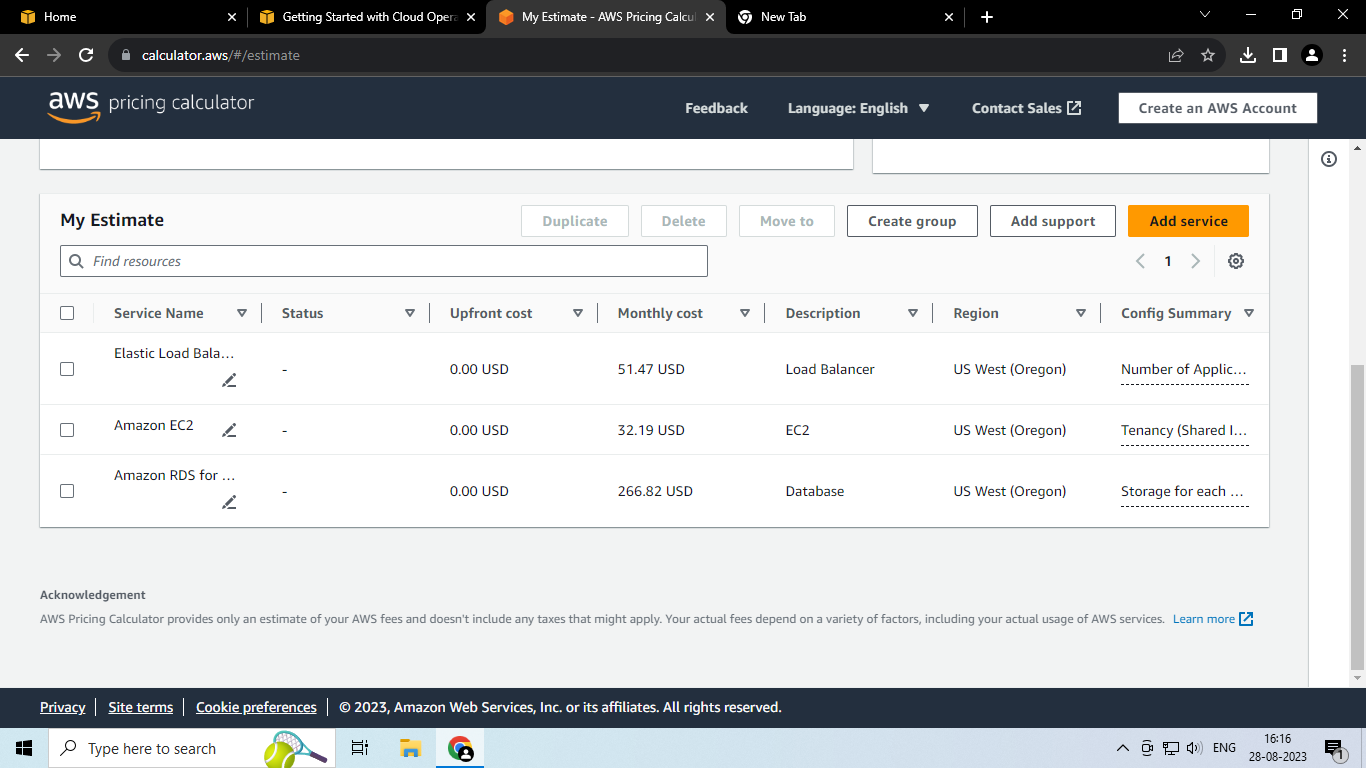 Home
Getting Started with Cloud Opera
My Estimate - AWS Pricing Calcul
New Tab
calculator.aws/#/estimate
aws pricing calculator
Feedback
Language: English
Contact Sales
Create an AWS Account
My Estimate
Duplicate
Delete
Move to
Create group
Add support
Add service
Find resources
1
Service Name Status Upfront cost Monthly cost Description Region Config Summary
Elastic Load Bala... - 0.00 USD 51.47 USD Load Balancer US West (Oregon) Number of Applic...
Amazon EC2 - 0.00 USD 32.19 USD EC2 US West (Oregon) Tenancy (Shared I...
Amazon RDS for ... - 0.00 USD 266.82 USD Database US West (Oregon) Storage for each ...
Acknowledgement
AWS Pricing Calculator provides only an estimate of your AWS fees and doesn't include any taxes that might apply. Your actual fees depend on a variety of factors, including your actual usage of AWS services. Learn more
Privacy Site terms Cookie preferences © 2023, Amazon Web Services, Inc. or its affiliates. All rights reserved.
Type here to search
ENG
16:16
28-08-2023
1